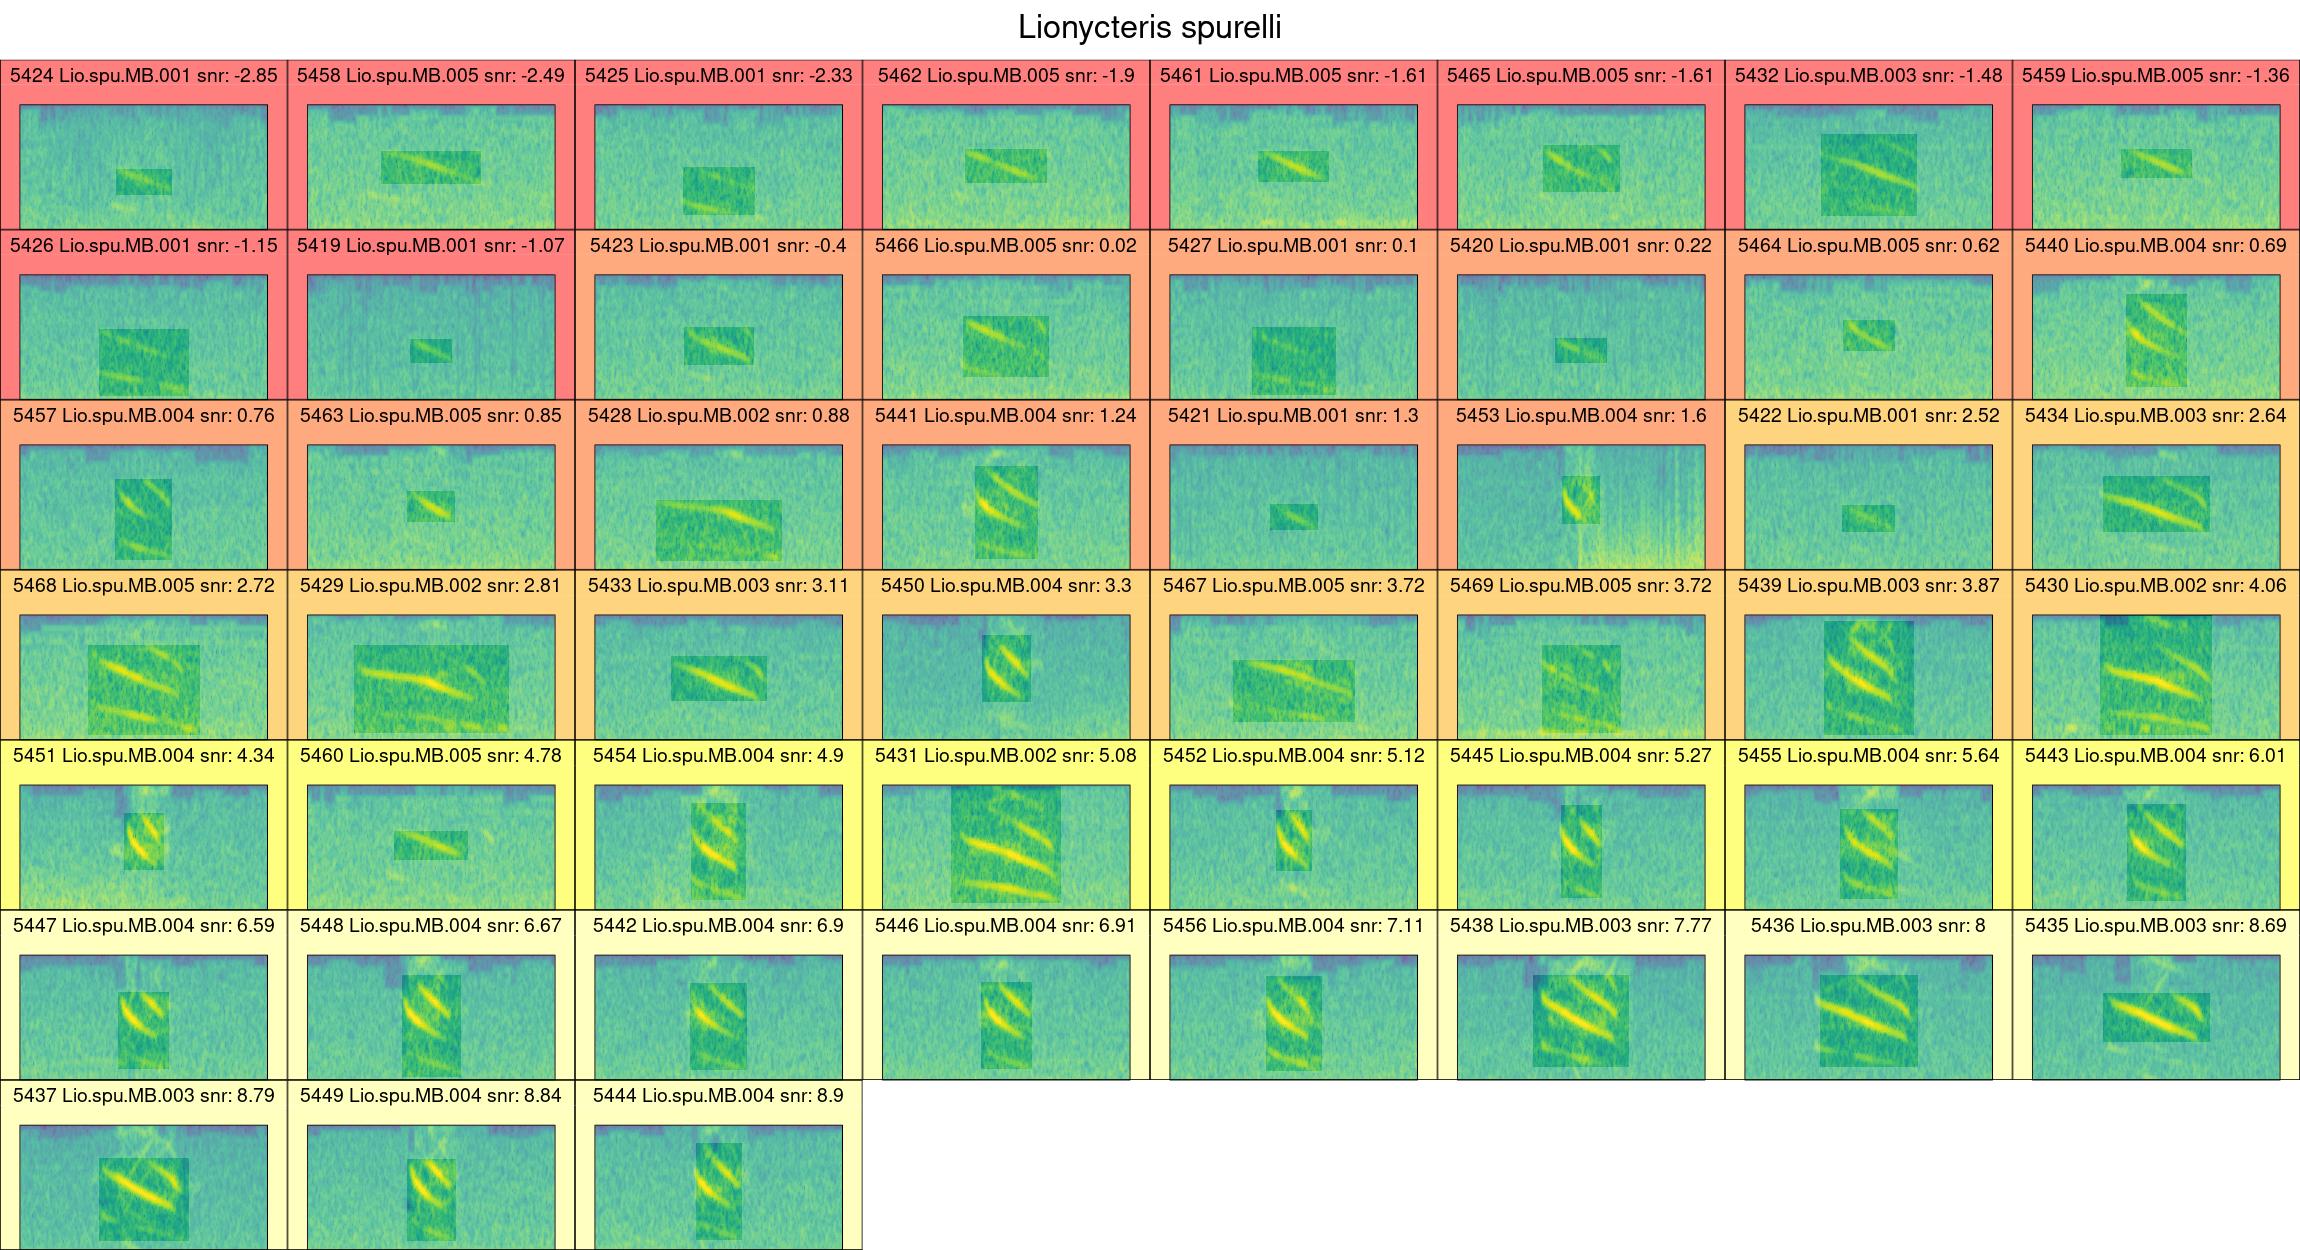 Lionycteris spurelli
5424 Lio.spu.MB.001 snr: -2.85
5458 Lio.spu.MB.005 snr: -2.49
5425 Lio.spu.MB.001 snr: -2.33
5462 Lio.spu.MB.005 snr: -1.9
5461 Lio.spu.MB.005 snr: -1.61
5465 Lio.spu.MB.005 snr: -1.61
5432 Lio.spu.MB.003 snr: -1.48
5459 Lio.spu.MB.005 snr: -1.36
5426 Lio.spu.MB.001 snr: -1.15
5419 Lio.spu.MB.001 snr: -1.07
5423 Lio.spu.MB.001 snr: -0.4
5466 Lio.spu.MB.005 snr: 0.02
5427 Lio.spu.MB.001 snr: 0.1
5420 Lio.spu.MB.001 snr: 0.22
5464 Lio.spu.MB.005 snr: 0.62
5440 Lio.spu.MB.004 snr: 0.69
5457 Lio.spu.MB.004 snr: 0.76
5463 Lio.spu.MB.005 snr: 0.85
5428 Lio.spu.MB.002 snr: 0.88
5441 Lio.spu.MB.004 snr: 1.24
5421 Lio.spu.MB.001 snr: 1.3
5453 Lio.spu.MB.004 snr: 1.6
5422 Lio.spu.MB.001 snr: 2.52
5434 Lio.spu.MB.003 snr: 2.64
5468 Lio.spu.MB.005 snr: 2.72
5429 Lio.spu.MB.002 snr: 2.81
5433 Lio.spu.MB.003 snr: 3.11
5450 Lio.spu.MB.004 snr: 3.3
5467 Lio.spu.MB.005 snr: 3.72
5469 Lio.spu.MB.005 snr: 3.72
5439 Lio.spu.MB.003 snr: 3.87
5430 Lio.spu.MB.002 snr: 4.06
5451 Lio.spu.MB.004 snr: 4.34
5460 Lio.spu.MB.005 snr: 4.78
5454 Lio.spu.MB.004 snr: 4.9
5431 Lio.spu.MB.002 snr: 5.08
5452 Lio.spu.MB.004 snr: 5.12
5445 Lio.spu.MB.004 snr: 5.27
5455 Lio.spu.MB.004 snr: 5.64
5443 Lio.spu.MB.004 snr: 6.01
5447 Lio.spu.MB.004 snr: 6.59
5448 Lio.spu.MB.004 snr: 6.67
5442 Lio.spu.MB.004 snr: 6.9
5446 Lio.spu.MB.004 snr: 6.91
5456 Lio.spu.MB.004 snr: 7.11
5438 Lio.spu.MB.003 snr: 7.77
5436 Lio.spu.MB.003 snr: 8
5435 Lio.spu.MB.003 snr: 8.69
5437 Lio.spu.MB.003 snr: 8.79
5449 Lio.spu.MB.004 snr: 8.84
5444 Lio.spu.MB.004 snr: 8.9